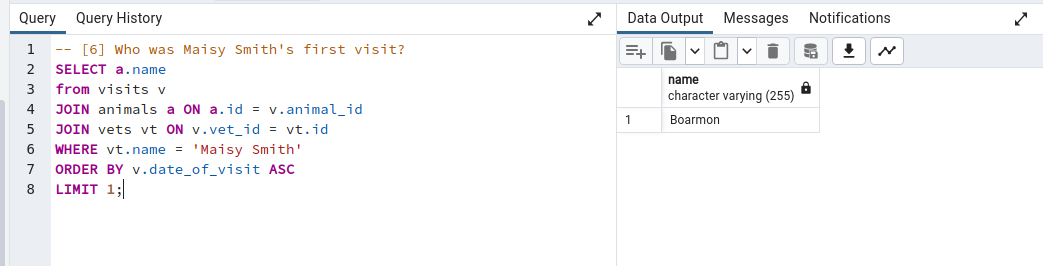 Query Query History
1 -- [6] Who was Maisy Smith's first visit?
2 SELECT a.name
3 from visits v
4 JOIN animals a ON a.id = v.animal_id
5 JOIN vets vt ON v.vet_id = vt.id
6 WHERE vt.name = 'Maisy Smith'
7 ORDER BY v.date_of_visit ASC
8 LIMIT 1;
Data Output Messages Notifications
name
character varying (255)
1 Boarmon